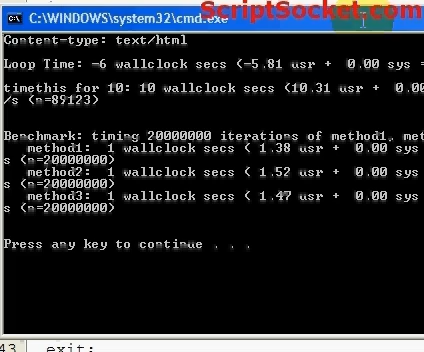 ScriptSocket.com
C:\WINDOWS\system32\cmd.exe
Content-type: text/html
Loop Time: -6 wallclock secs (-5.81 usr + 0.00 sys =
timethis for 10: 10 wallclock secs (10.31 usr + 0.00
/s (n=89123)
Benchmark: timing 20000000 iterations of method1, met
method1: 1 wallclock secs ( 1.38 usr + 0.00 sys
s (n=20000000)
method2: 1 wallclock secs ( 1.52 usr + 0.00 sys
s (n=20000000)
method3: 1 wallclock secs ( 1.47 usr + 0.00 sys
s (n=20000000)
Press any key to continue . . .
43 exit;